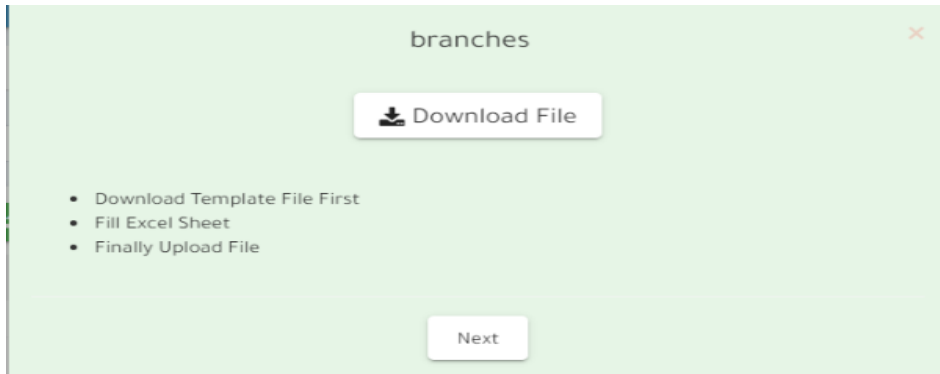 branches
Download File
Download Template File First
Fill Excel Sheet
Finally Upload File
Next